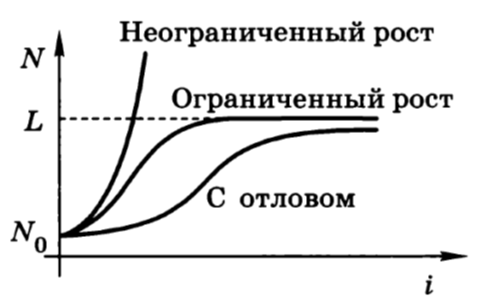 Неограниченный рост
N
Ограниченный рост
L
С отловом
N₀
i